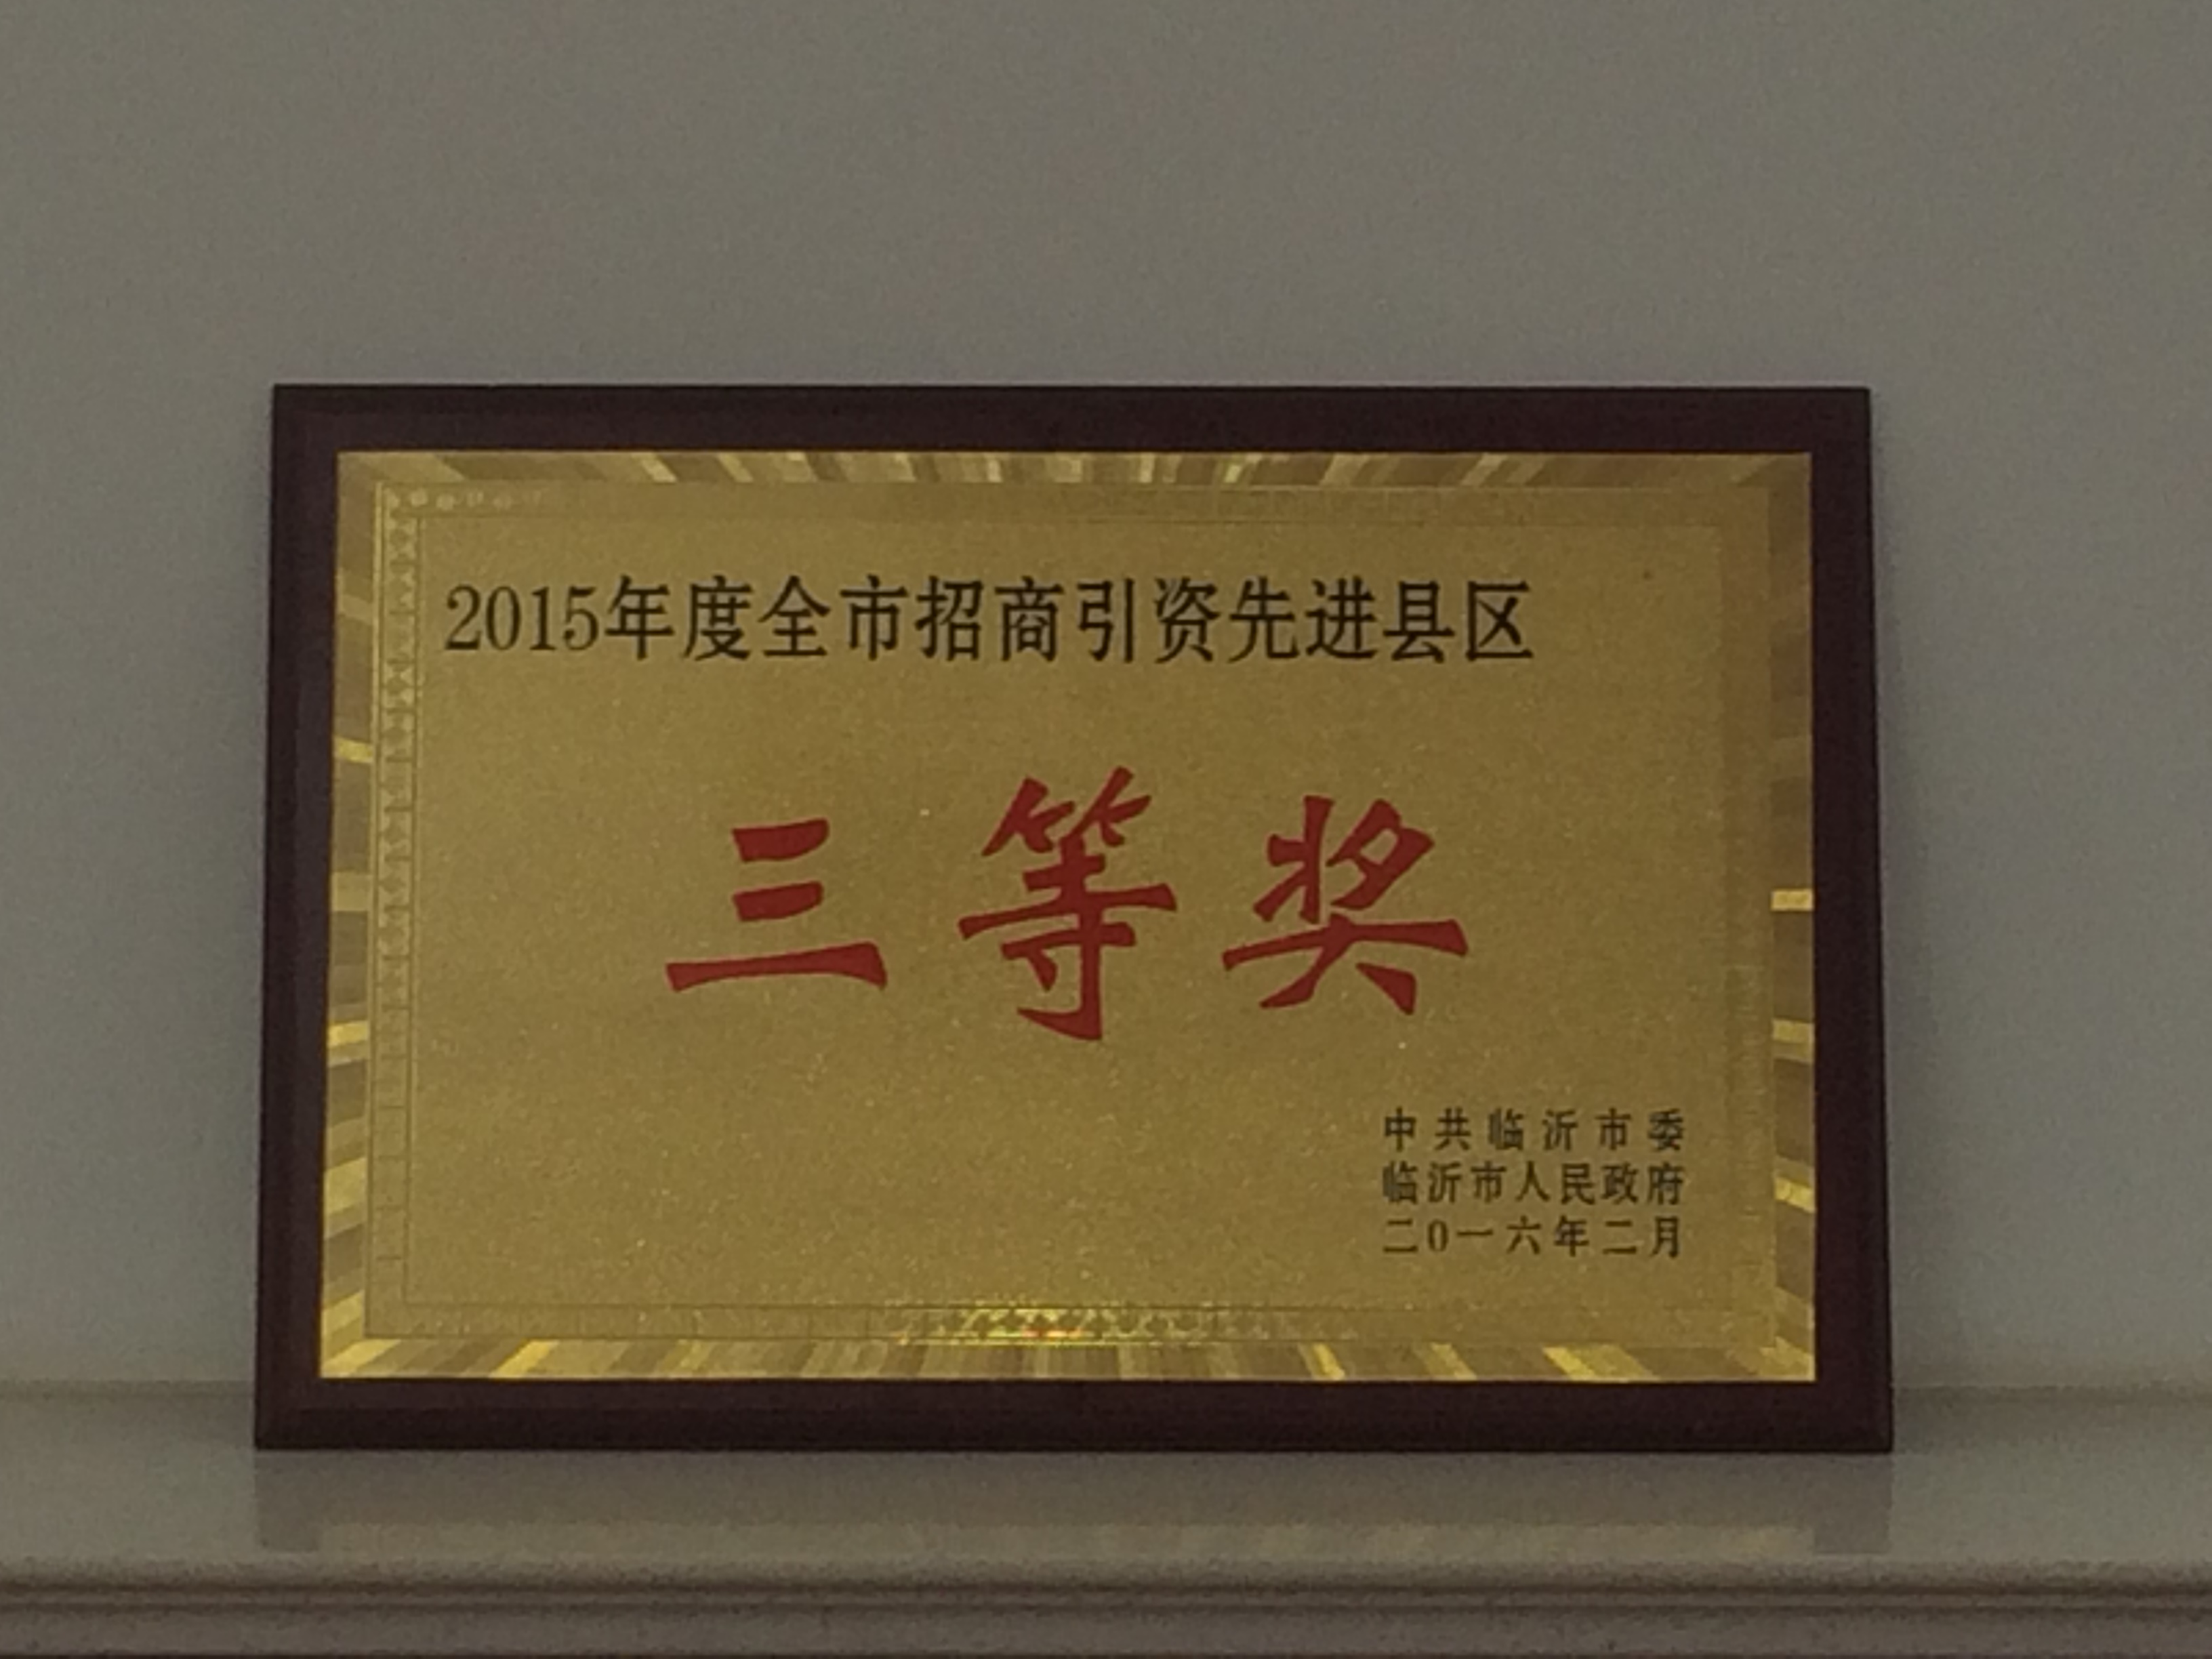 2015年度全市招商引资先进县区
三等奖
中共临沂市委
临沂市人民政府
二0一六年二月